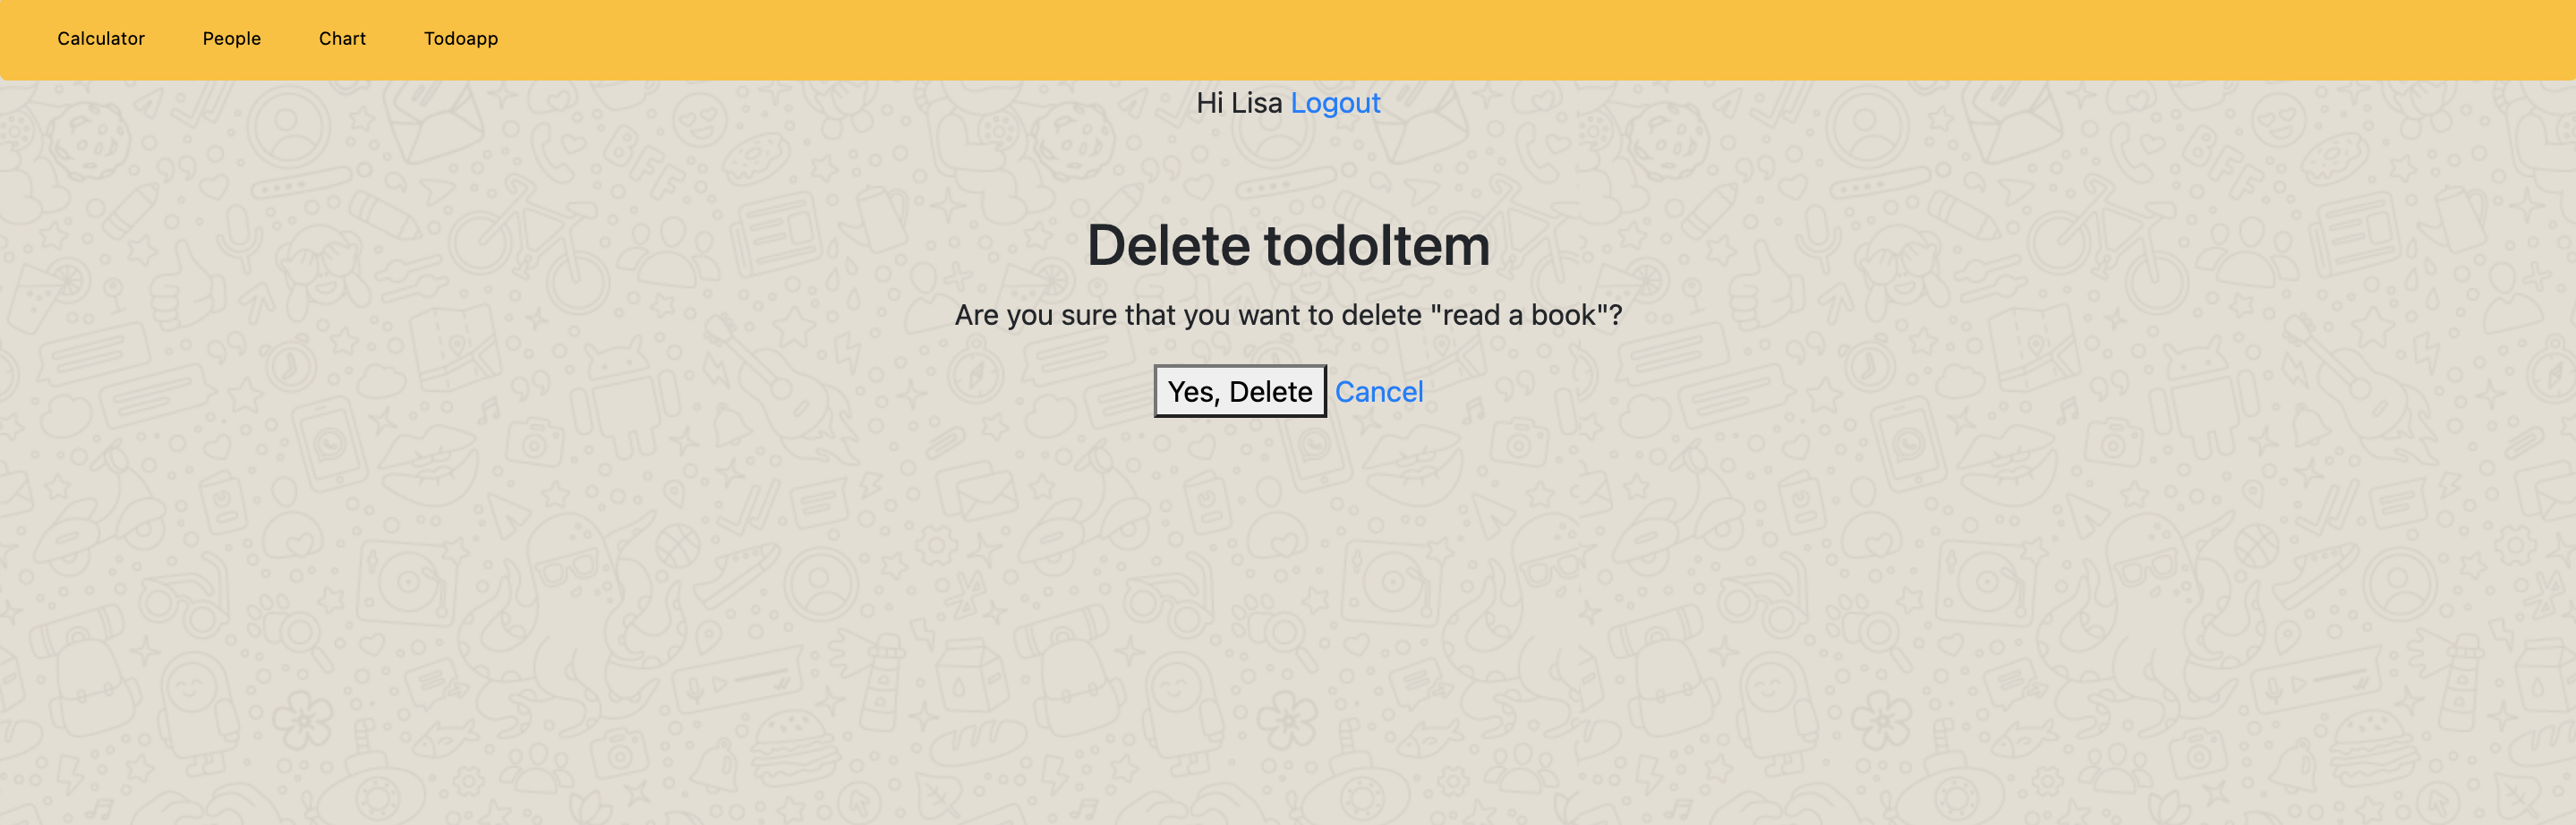 Calculator People Chart Todoapp
Hi Lisa Logout
Delete todoItem
Are you sure that you want to delete "read a book"?
Yes, Delete Cancel